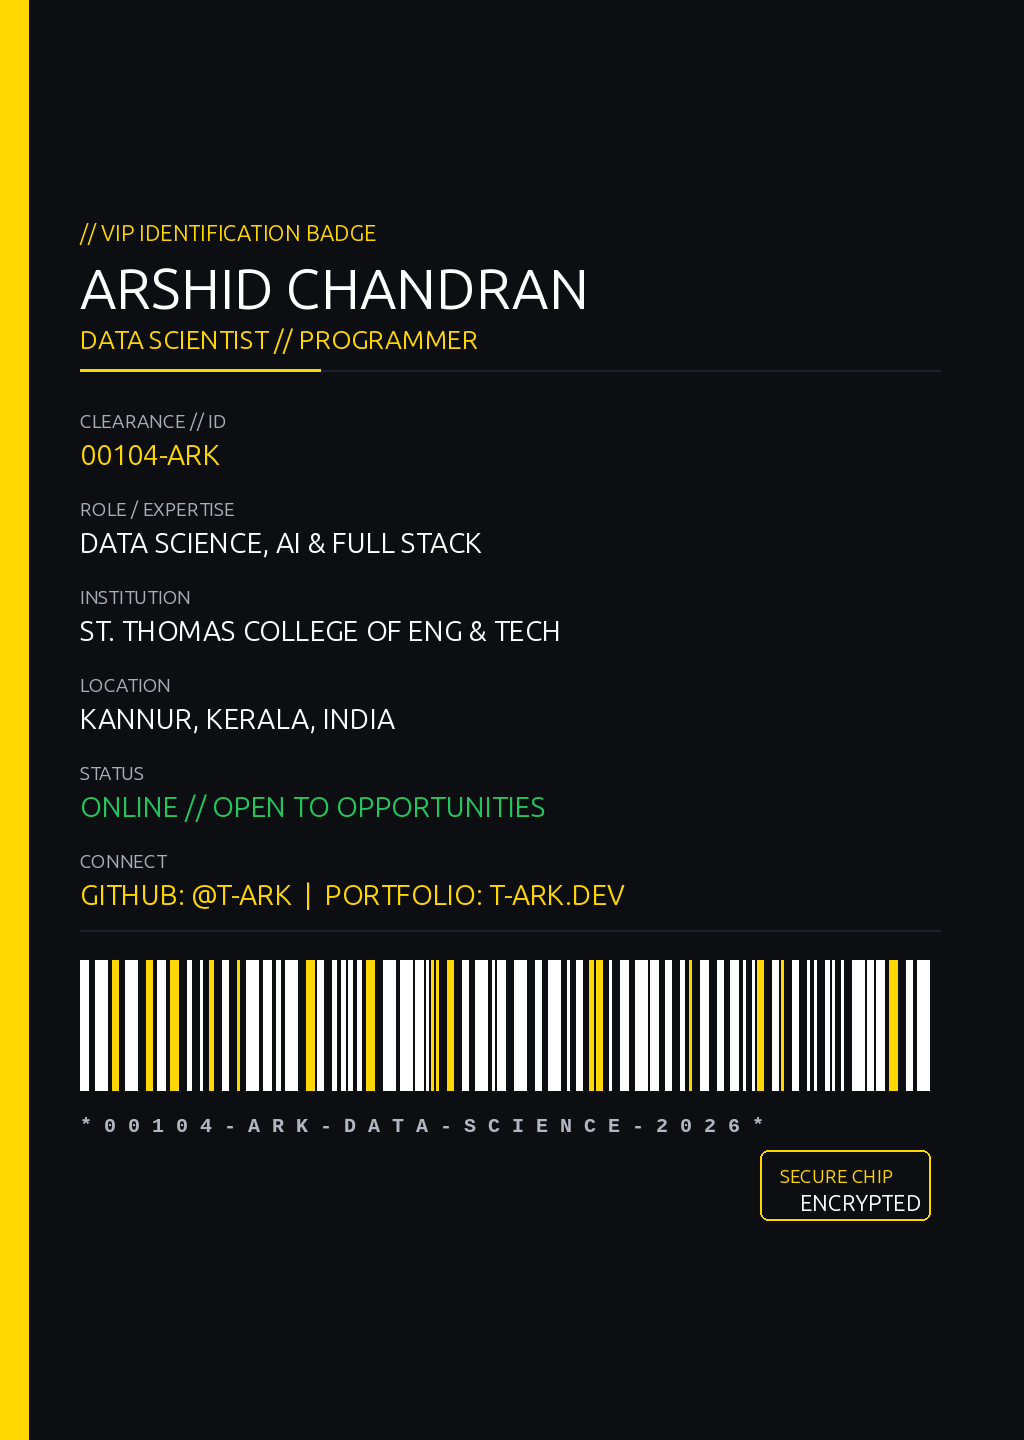 // VIP IDENTIFICATION BADGE
ARSHID CHANDRAN
DATA SCIENTIST // PROGRAMMER
CLEARANCE // ID
00104-ARK
ROLE / EXPERTISE
DATA SCIENCE, AI & FULL STACK
INSTITUTION
ST. THOMAS COLLEGE OF ENG & TECH
LOCATION
KANNUR, KERALA, INDIA
STATUS
ONLINE // OPEN TO OPPORTUNITIES
CONNECT
GITHUB: @T-ARK | PORTFOLIO: T-ARK.DEV
*00104-ARK-DATA-SCIENCE-2026*
SECURE CHIP
ENCRYPTED